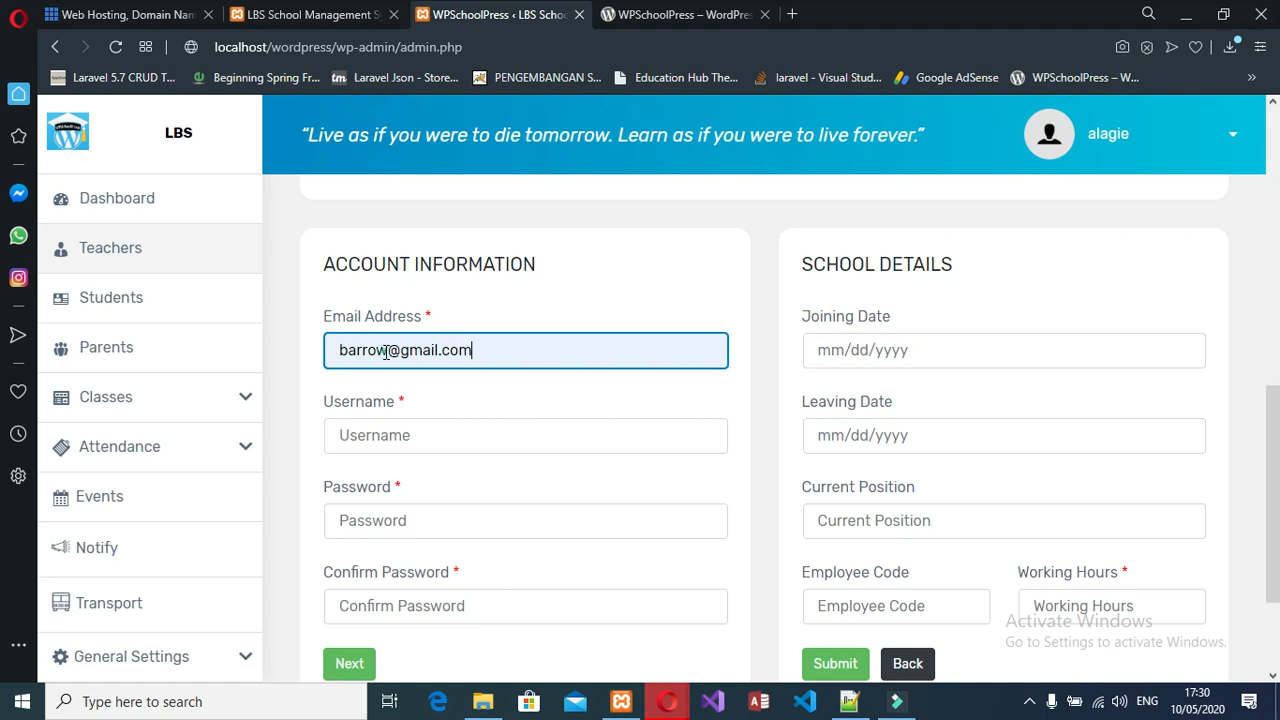 Web Hosting, Domain Nam
LBS School Management S
WPSchoolPress ‹ LBS Schoo
WPSchoolPress – WordPres
localhost/wordpress/wp-admin/admin.php
Laravel 5.7 CRUD T...
Beginning Spring Fr...
Laravel Json - Store...
PENGEMBANGAN S...
Education Hub The...
laravel - Visual Stud...
Google AdSense
WPSchoolPress – W...
LBS
“Live as if you were to die tomorrow. Learn as if you were to live forever.”
alagie
Dashboard
Teachers
Students
Parents
Classes
Attendance
Events
Notify
Transport
General Settings
ACCOUNT INFORMATION
Email Address *
barrow@gmail.com
Username *
Username
Password *
Password
Confirm Password *
Confirm Password
Next
SCHOOL DETAILS
Joining Date
mm/dd/yyyy
Leaving Date
mm/dd/yyyy
Current Position
Current Position
Employee Code
Employee Code
Working Hours *
Working Hours
Submit
Back
Activate Windows
Go to Settings to activate Windows.
Type here to search
ENG
17:30
10/05/2020